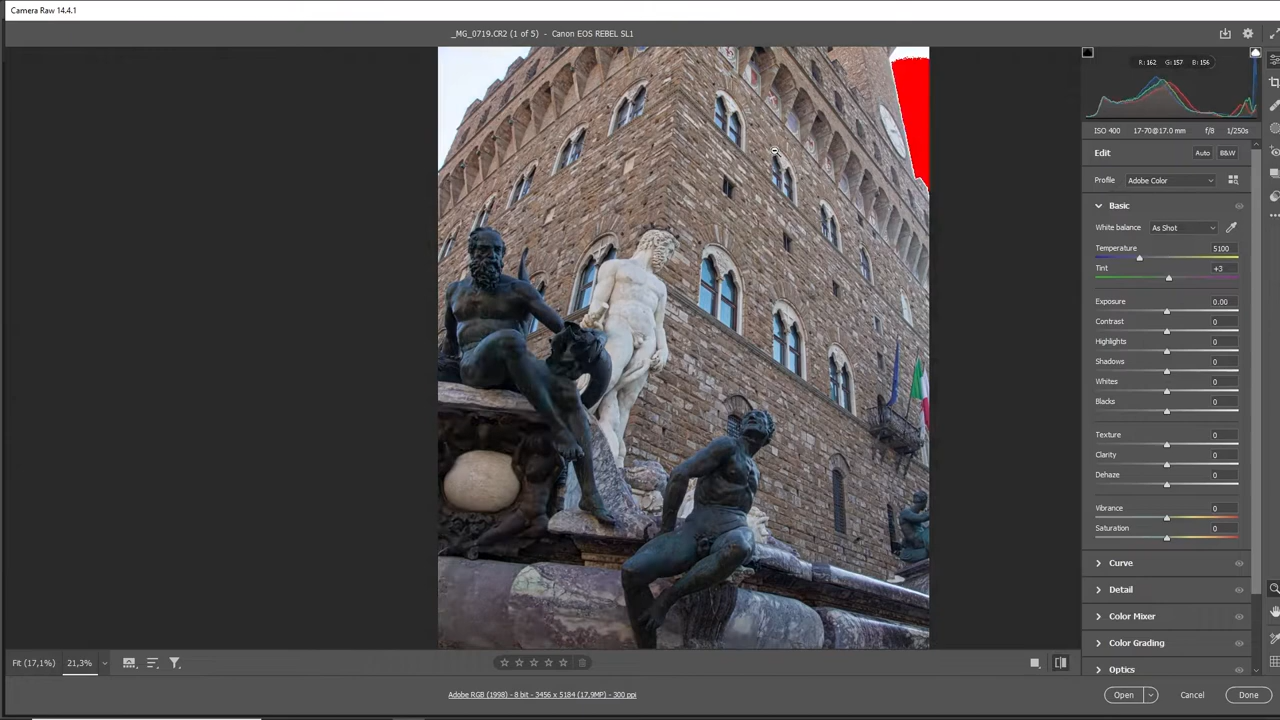 Camera Raw 14.4.1
_MG_0719.CR2 (1 of 5) - Canon EOS REBEL SL1
R: 162 G: 157 B: 156
ISO 400 17-70@17.0 mm f/8 1/250s
Edit Auto B&W
Profile Adobe Color
Basic
White balance As Shot
Temperature 5100
Tint +3
Exposure 0.00
Contrast 0
Highlights 0
Shadows 0
Whites 0
Blacks 0
Texture 0
Clarity 0
Dehaze 0
Vibrance 0
Saturation 0
Curve
Detail
Color Mixer
Color Grading
Optics
Fit (17,1%) 21,3%
Adobe RGB (1998) - 8 bit - 3456 x 5184 (17,9MP) - 300 ppi
Open Cancel Done